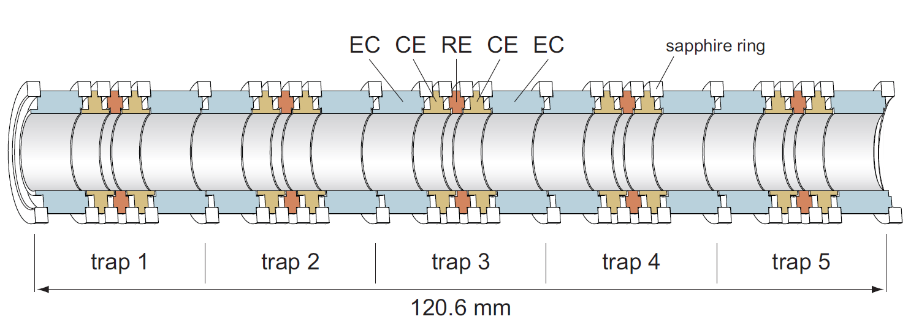 EC CE RE CE EC
sapphire ring
trap 1
trap 2
trap 3
trap 4
trap 5
120.6 mm